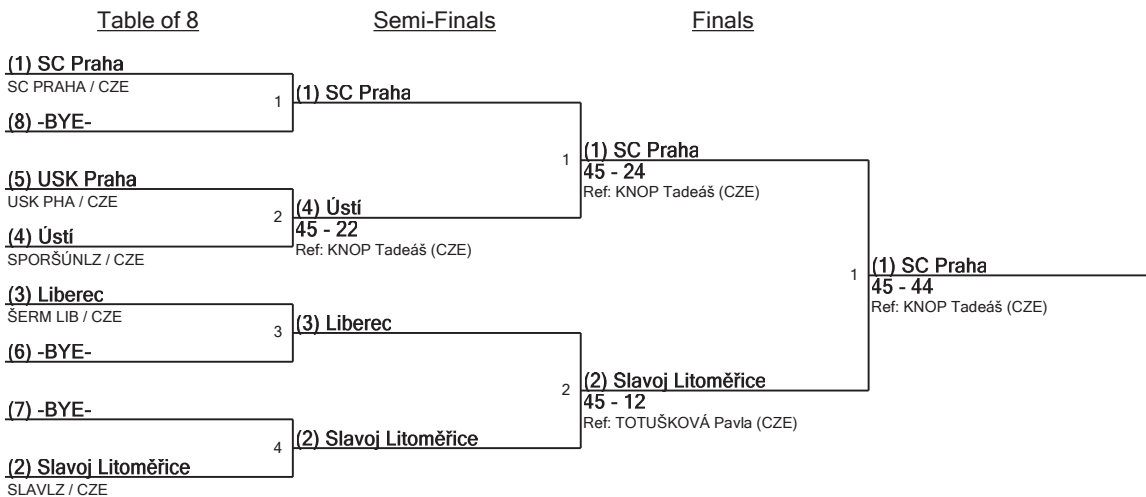 Table of 8
Semi-Finals
Finals
(1) SC Praha
SC PRAHA / CZE
1
(8) -BYE-
(1) SC Praha
(5) USK Praha
USK PHA / CZE
2
(4) Ústí
SPORŠÚNLZ / CZE
(4) Ústí
45 - 22
Ref: KNOP Tadeáš (CZE)
1
(3) Liberec
ŠERM LIB / CZE
3
(6) -BYE-
(3) Liberec
(7) -BYE-
4
(2) Slavoj Litoměřice
SLAVLZ / CZE
(2) Slavoj Litoměřice
2
(1) SC Praha
45 - 24
Ref: KNOP Tadeáš (CZE)
(2) Slavoj Litoměřice
45 - 12
Ref: TOTUŠKOVÁ Pavla (CZE)
1
(1) SC Praha
45 - 44
Ref: KNOP Tadeáš (CZE)